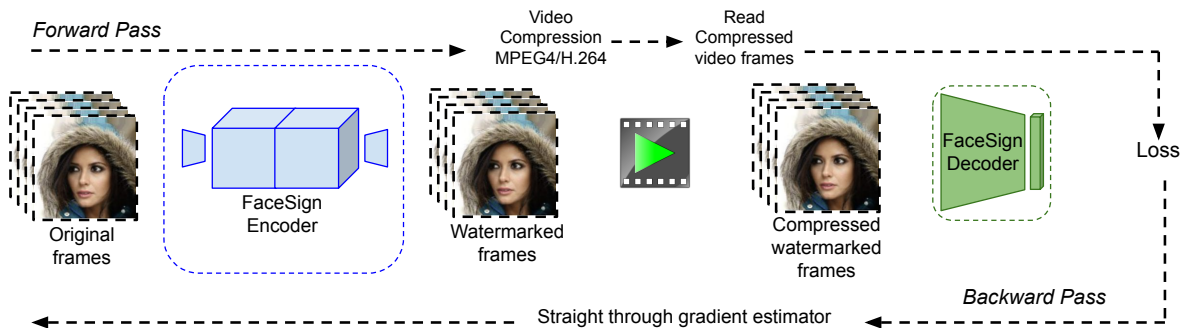 Forward Pass
Video
Compression
MPEG4/H.264
Read
Compressed
video frames
Original
frames
FaceSign
Encoder
Watermarked
frames
Compressed
watermarked
frames
FaceSign
Decoder
Loss
Backward Pass
Straight through gradient estimator